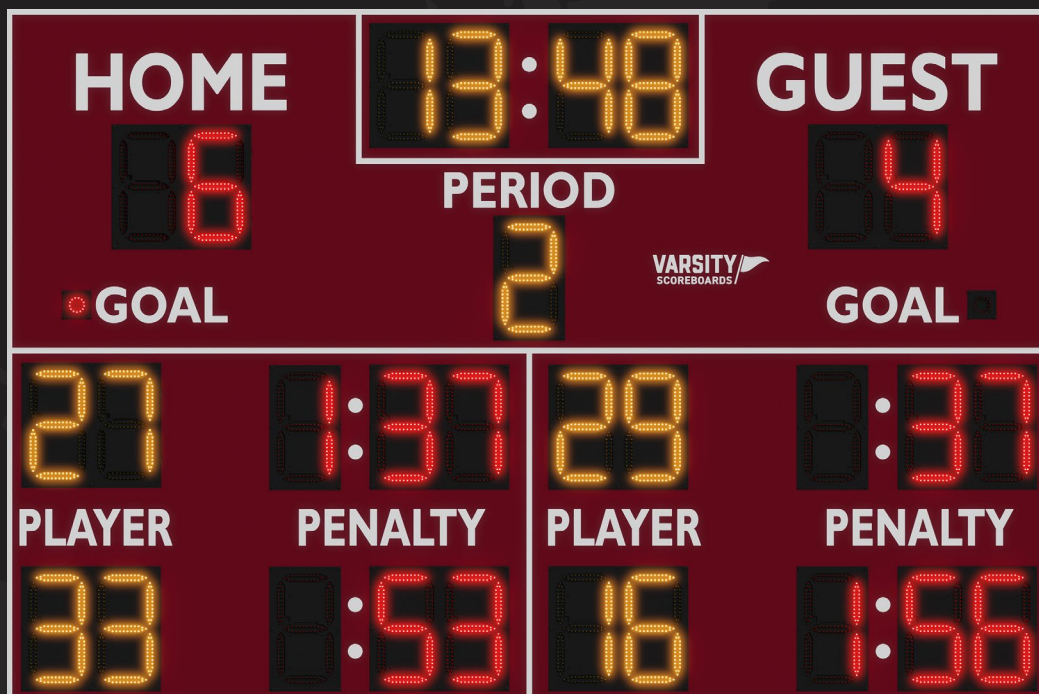 13:48
HOME
GUEST
6
4
PERIOD
2
VARSITY
SCOREBOARDS
GOAL
GOAL
27 1:37
29 :37
PLAYER PENALTY
PLAYER PENALTY
33 :53
16 1:56